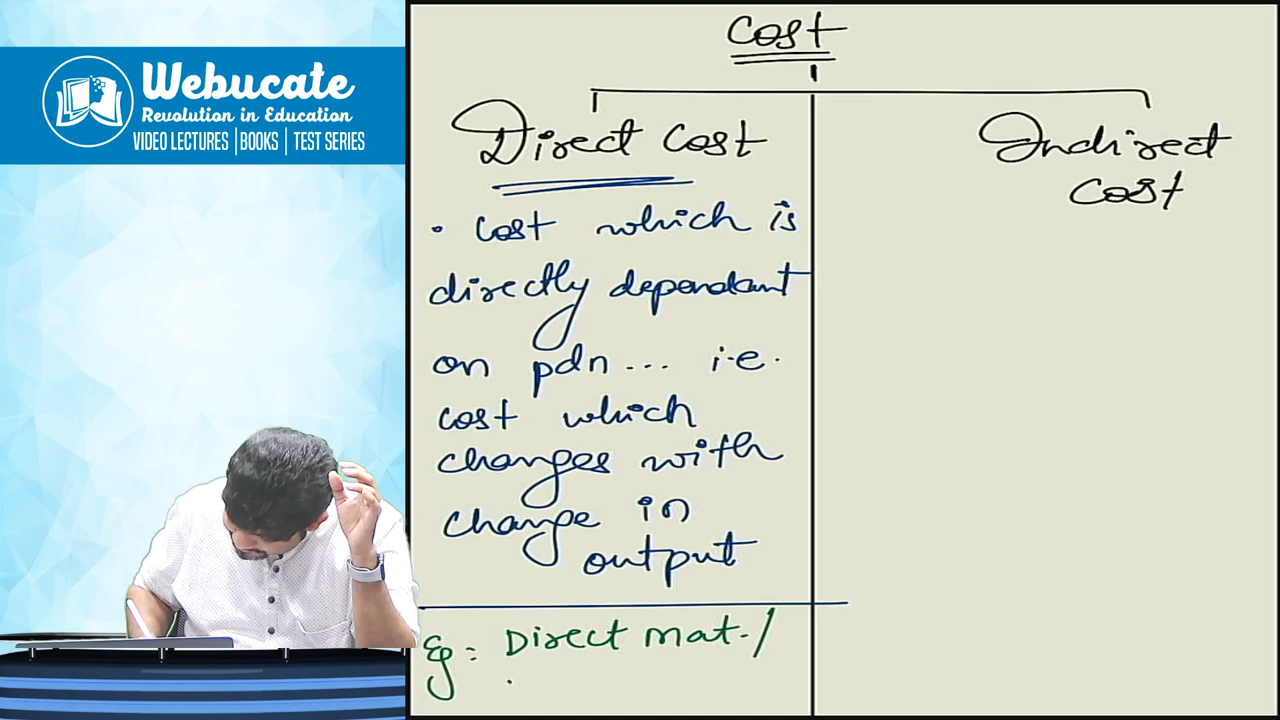 Webucate
Revolution in Education
VIDEO LECTURES | BOOKS | TEST SERIES
Cost
Direct Cost
• Cost which is
directly dependant
on pdn... i.e.
cost which
changes with
change in
output
Eg: Direct mat./
Indirect
Cost